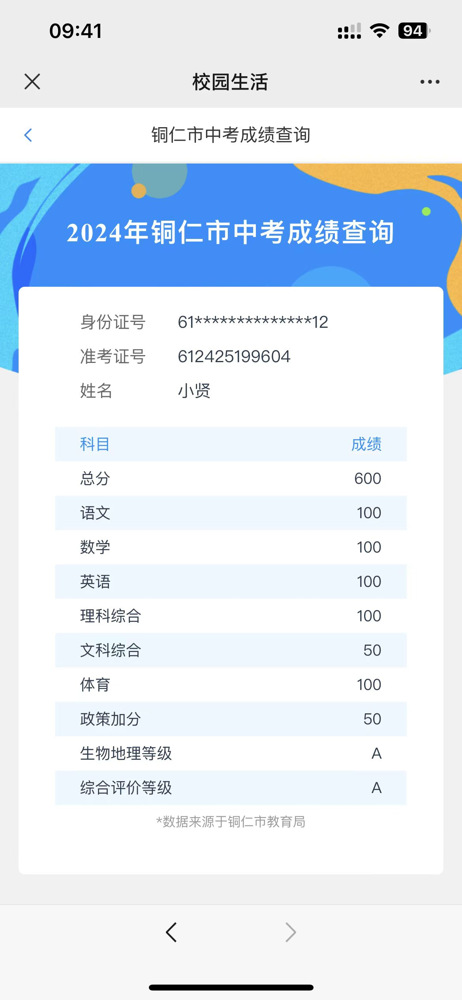 09:41
94
校园生活
铜仁市中考成绩查询
2024年铜仁市中考成绩查询
身份证号 61**************12
准考证号 612425199604
姓名 小贤
科目 成绩
总分 600
语文 100
数学 100
英语 100
理科综合 100
文科综合 50
体育 100
政策加分 50
生物地理等级 A
综合评价等级 A
*数据来源于铜仁市教育局